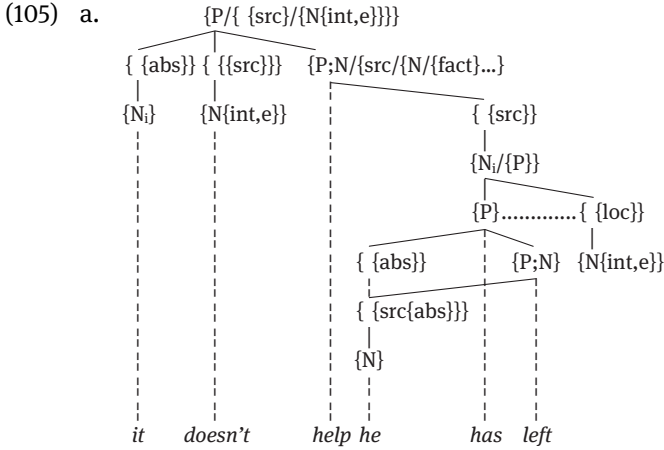 (105) a. {P/{ {src}/{N{int,e}}}}
{ {abs}} { {{src}}} {P;N/{src/{N/{fact}...}
{Nᵢ} {N{int,e}} { {src}}
{Nᵢ/{P}}
{P}.............{ {loc}}
{ {abs}} {P;N} {N{int,e}}
{ {src{abs}}}
{N}
it doesn't help he has left